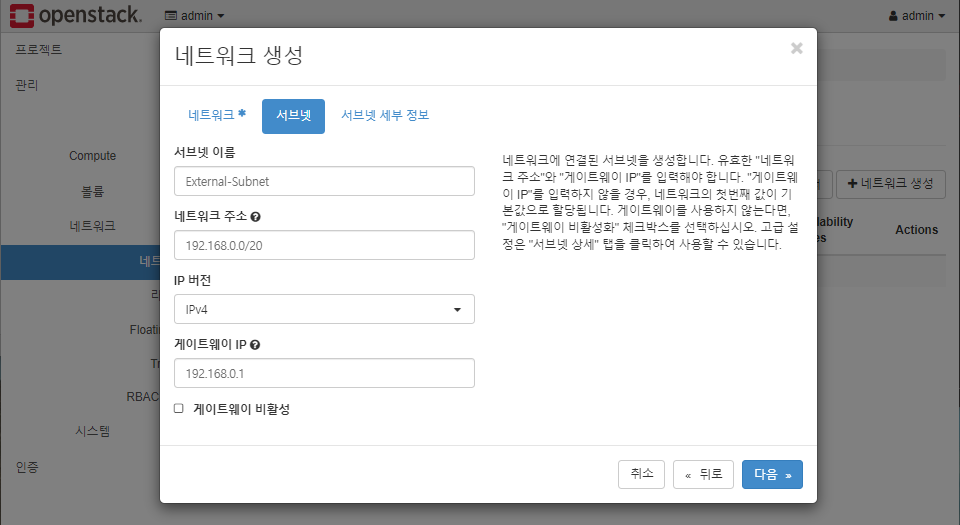 openstack.
admin
admin
프로젝트
관리
Compute
볼륨
네트워크
Floatin
RBAC
시스템
인증
네트워크 생성
×
네트워크 *
서브넷
서브넷 세부 정보
서브넷 이름
External-Subnet
네트워크 주소
192.168.0.0/20
IP 버전
IPv4
게이트웨이 IP
192.168.0.1
게이트웨이 비활성
네트워크에 연결된 서브넷을 생성합니다. 유효한 "네트워
크 주소"와 "게이트웨이 IP"를 입력해야 합니다. "게이트웨
이 IP"를 입력하지 않을 경우, 네트워크의 첫번째 값이 기
본값으로 할당됩니다. 게이트웨이를 사용하지 않는다면,
"게이트웨이 비활성화" 체크박스를 선택하십시오. 고급 설
정은 "서브넷 상세" 탭을 클릭하여 사용할 수 있습니다.
취소
« 뒤로
다음 »
+ 네트워크 생성
Actions